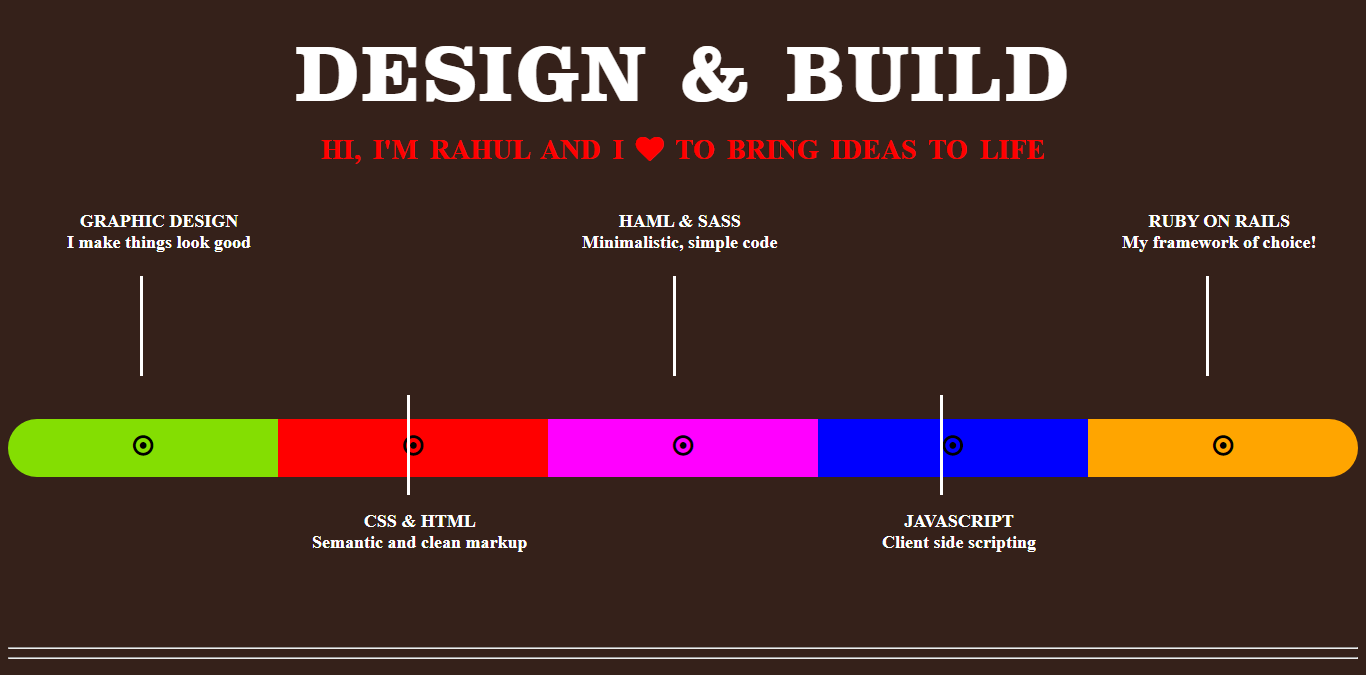 DESIGN & BUILD
HI, I'M RAHUL AND I ❤ TO BRING IDEAS TO LIFE
GRAPHIC DESIGN
I make things look good
HAML & SASS
Minimalistic, simple code
RUBY ON RAILS
My framework of choice!
CSS & HTML
Semantic and clean markup
JAVASCRIPT
Client side scripting